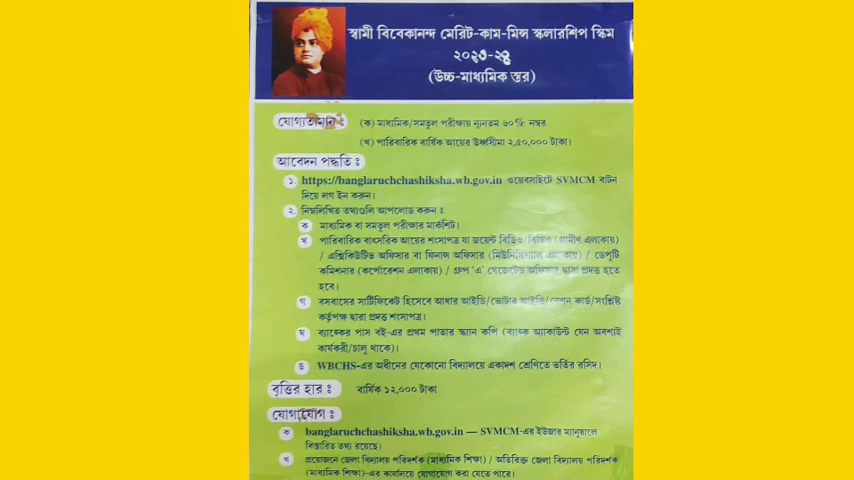 স্বামী বিবেকানন্দ মেরিট-কাম-মিন্স স্কলারশিপ স্কিম
২০২৩-২৪
(উচ্চ-মাধ্যমিক স্তর)
যোগ্যতামান ঃ (ক) মাধ্যমিক/সমতুল পরীক্ষায় ন্যূনতম ৬০% নম্বর
(খ) পারিবারিক বার্ষিক আয়ের উর্ধ্বসীমা ২,৫০,০০০ টাকা।
আবেদন পদ্ধতি ঃ
১. https://banglaruchchashiksha.wb.gov.in ওয়েবসাইটে SVMCM বাটন
দিয়ে লগ ইন করুন।
২. নিম্নলিখিত তথ্যগুলি আপলোড করুন ঃ
ক মাধ্যমিক বা সমতুল পরীক্ষার মার্কশিট।
খ পারিবারিক বাৎসরিক আয়ের শংসাপত্র যা জয়েন্ট বিডিও/বিডিও (গ্রামীণ এলাকায়)
/ এক্সিকিউটিভ অফিসার বা ফিনান্স অফিসার (মিউনিসিপ্যাল এলাকায়) / ডেপুটি
কমিশনার (কর্পোরেশন এলাকায়) / গ্রুপ 'এ' গেজেটেড অফিসার দ্বারা প্রদত্ত হতে
হবে।
গ বসবাসের সার্টিফিকেট হিসেবে আধার আইডি/ভোটার আইডি/রেশন কার্ড/সংশ্লিষ্ট
কর্তৃপক্ষ দ্বারা প্রদত্ত শংসাপত্র।
ঘ ব্যাঙ্কের পাস বই-এর প্রথম পাতার স্ক্যান কপি (ব্যাঙ্ক অ্যাকাউন্ট যেন অবশ্যই
কার্যকরী/চালু থাকে)।
ঙ WBCHS-এর অধীনের যেকোনো বিদ্যালয়ে একাদশ শ্রেণিতে ভর্তির রসিদ।
বৃত্তির হার ঃ বার্ষিক ১২,০০০ টাকা
যোগাযোগ ঃ
ক banglaruchchashiksha.wb.gov.in — SVMCM-এর ইউজার ম্যানুয়ালে
বিস্তারিত তথ্য রয়েছে।
খ প্রয়োজনে জেলা বিদ্যালয় পরিদর্শক (মাধ্যমিক শিক্ষা) / অতিরিক্ত জেলা বিদ্যালয় পরিদর্শক
(মাধ্যমিক শিক্ষা)-এর কার্যালয়ে যোগাযোগ করা যেতে পারে।